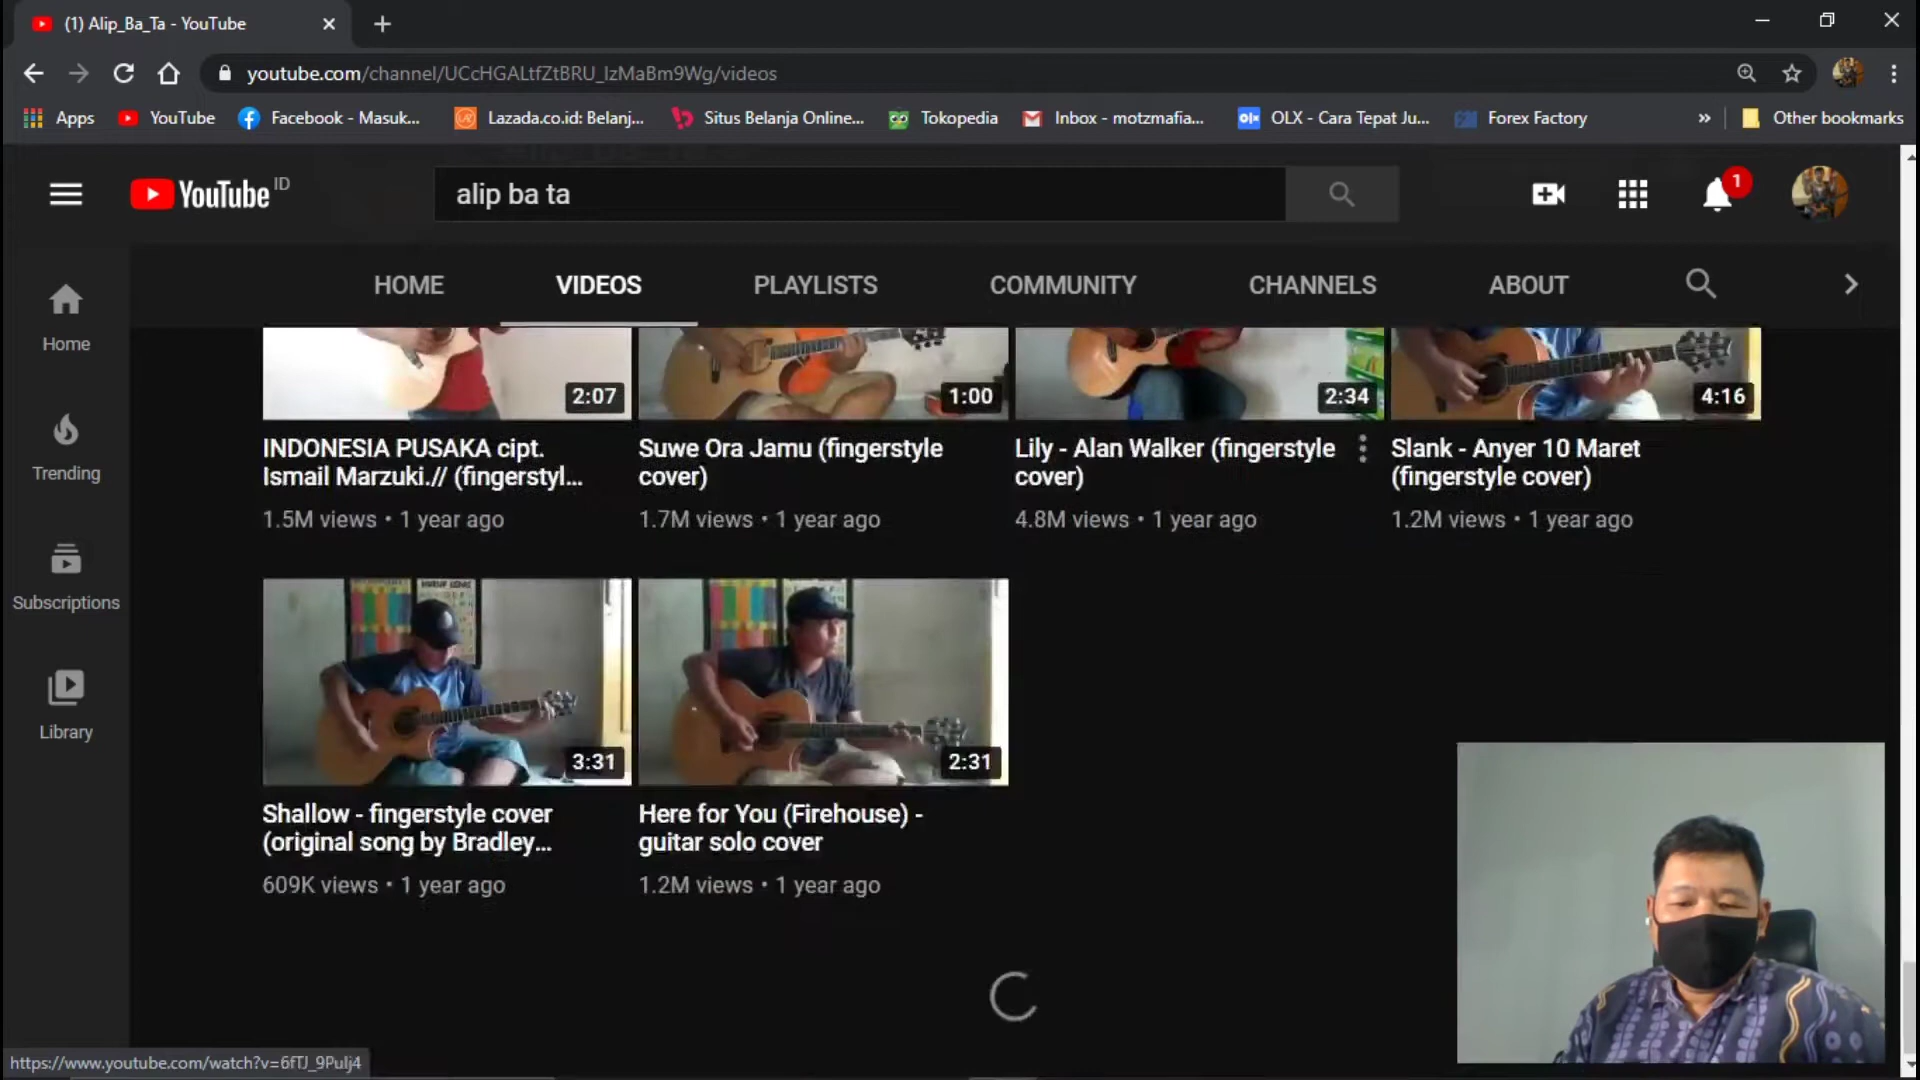 (1) Alip_Ba_Ta - YouTube
youtube.com/channel/UCcHGALtfZtBRU_IzMaBm9Wg/videos
Apps
YouTube
Facebook - Masuk...
Lazada.co.id: Belanj...
Situs Belanja Online...
Tokopedia
Inbox - motzmafia...
OLX - Cara Tepat Ju...
Forex Factory
»
Other bookmarks
YouTube ID
alip ba ta
1
HOME
VIDEOS
PLAYLISTS
COMMUNITY
CHANNELS
ABOUT
Home
Trending
Subscriptions
Library
2:07
1:00
2:34
4:16
INDONESIA PUSAKA cipt.
Ismail Marzuki.// (fingerstyl...
1.5M views • 1 year ago
Suwe Ora Jamu (fingerstyle
cover)
1.7M views • 1 year ago
Lily - Alan Walker (fingerstyle
cover)
4.8M views • 1 year ago
Slank - Anyer 10 Maret
(fingerstyle cover)
1.2M views • 1 year ago
3:31
2:31
Shallow - fingerstyle cover
(original song by Bradley...
609K views • 1 year ago
Here for You (Firehouse) -
guitar solo cover
1.2M views • 1 year ago
https://www.youtube.com/watch?v=6fTJ_9PuIj4